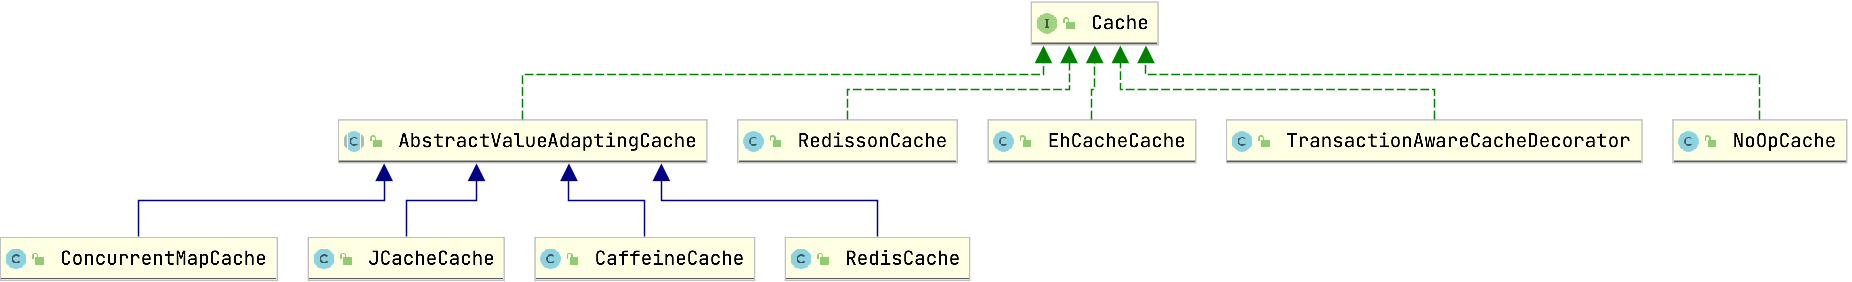 I Cache
C AbstractValueAdaptingCache
C RedissonCache
C EhCacheCache
C TransactionAwareCacheDecorator
C NoOpCache
C ConcurrentMapCache
C JCacheCache
C CaffeineCache
C RedisCache